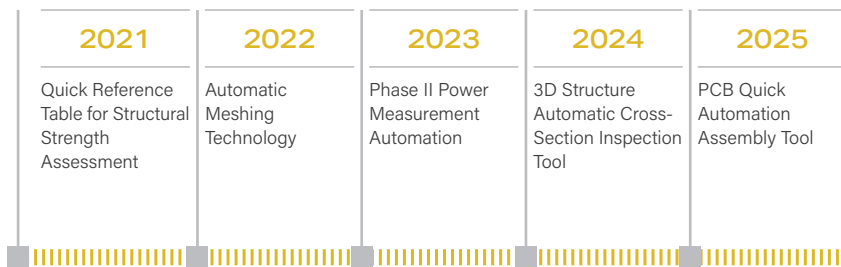 2021
Quick Reference
Table for Structural
Strength
Assessment
2022
Automatic
Meshing
Technology
2023
Phase II Power
Measurement
Automation
2024
3D Structure
Automatic Cross-
Section Inspection
Tool
2025
PCB Quick
Automation
Assembly Tool